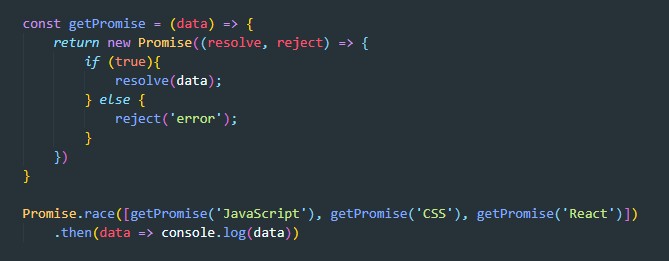 const getPromise = (data) => {
    return new Promise((resolve, reject) => {
        if (true){
            resolve(data);
        } else {
            reject('error');
        }
    })
}

Promise.race([getPromise('JavaScript'), getPromise('CSS'), getPromise('React')])
    .then(data => console.log(data))